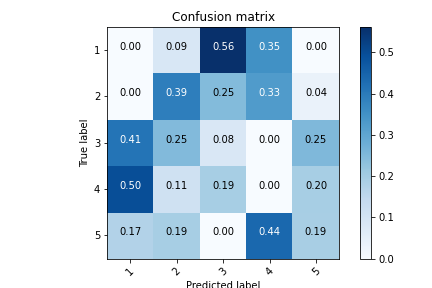 Confusion matrix
1 0.00 0.09 0.56 0.35 0.00
2 0.00 0.39 0.25 0.33 0.04
3 0.41 0.25 0.08 0.00 0.25
4 0.50 0.11 0.19 0.00 0.20
5 0.17 0.19 0.00 0.44 0.19
1 2 3 4 5
True label
Predicted label
0.5
0.4
0.3
0.2
0.1
0.0